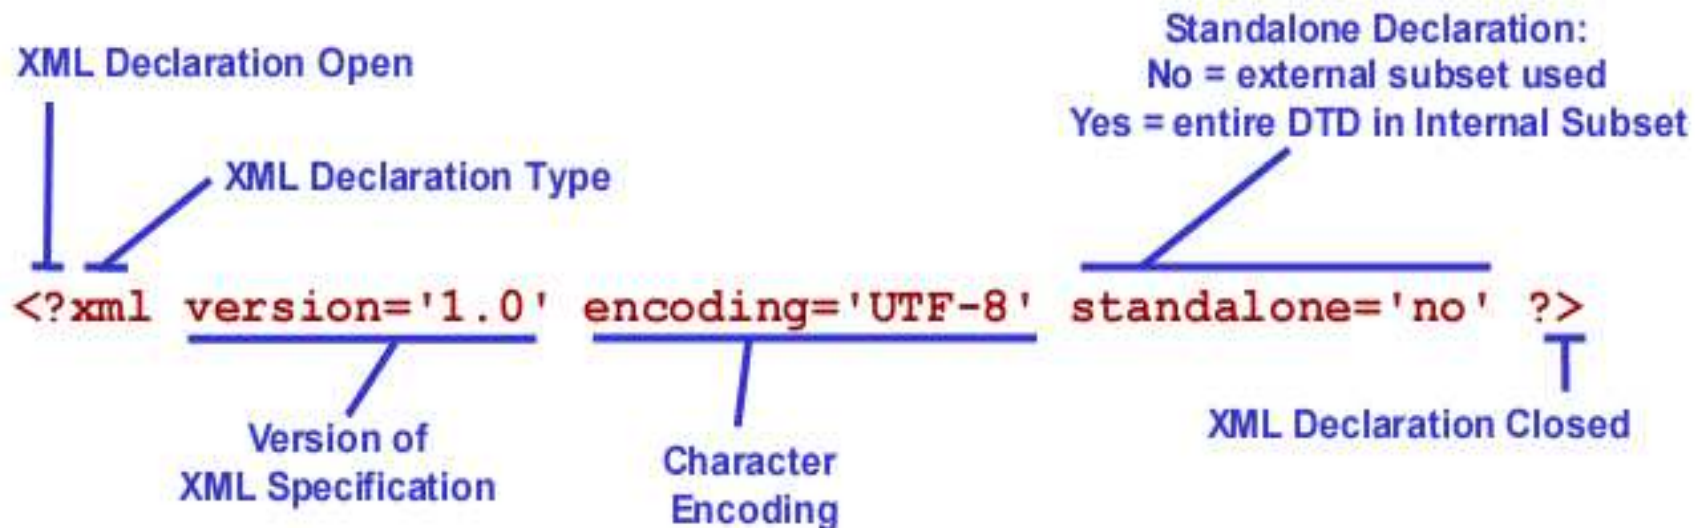 XML Declaration Open
Standalone Declaration:
No = external subset used
Yes = entire DTD in Internal Subset
XML Declaration Type
<?xml version='1.0' encoding='UTF-8' standalone='no' ?>
Version of
XML Specification
Character
Encoding
XML Declaration Closed